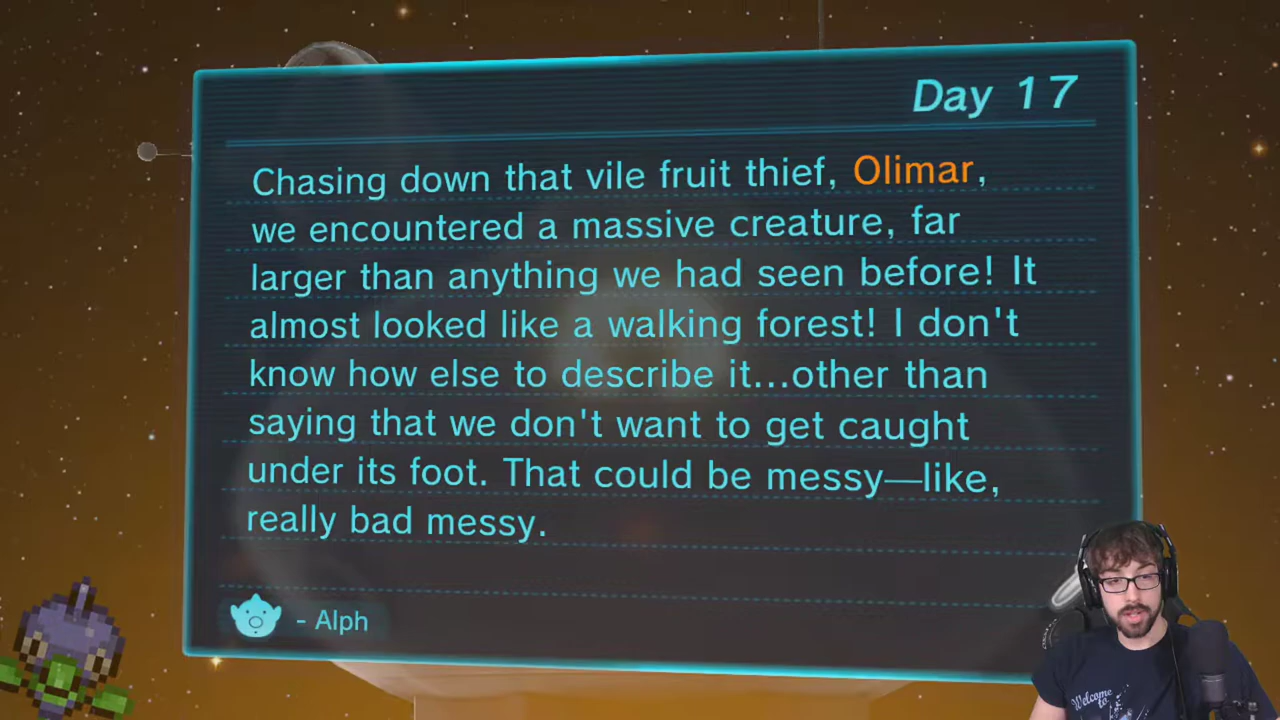 Day 17
Chasing down that vile fruit thief, Olimar,
we encountered a massive creature, far
larger than anything we had seen before! It
almost looked like a walking forest! I don't
know how else to describe it...other than
saying that we don't want to get caught
under its foot. That could be messy—like,
really bad messy.
- Alph
Welcome
to